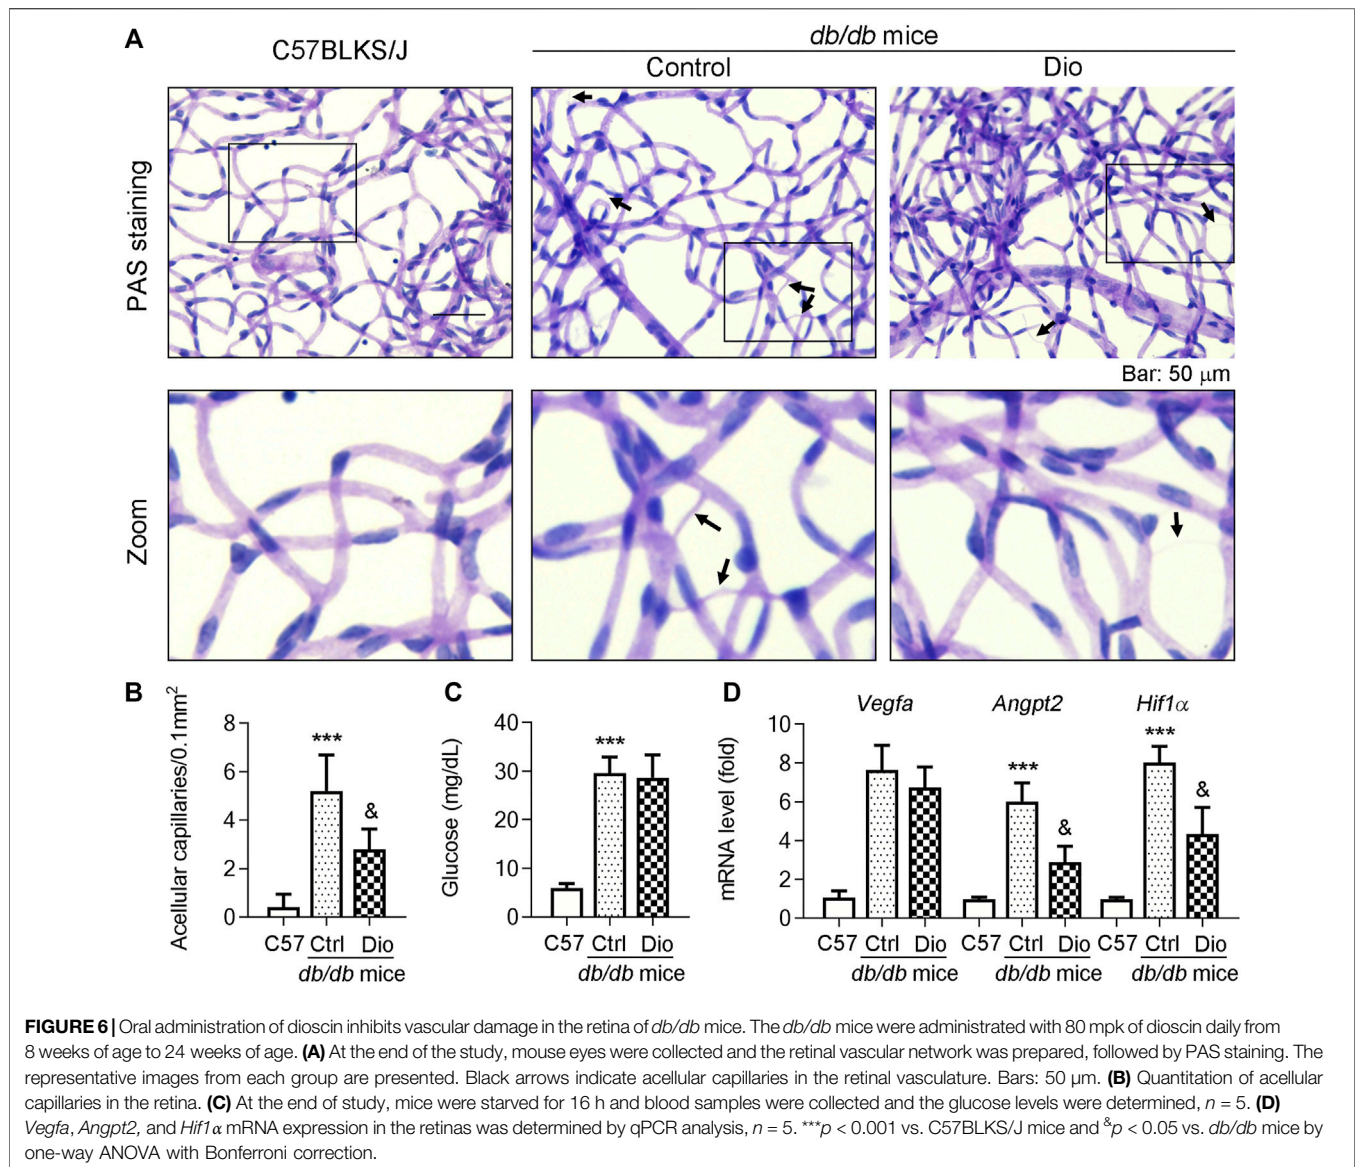 A
C57BLKS/J
db/db mice
Control
Dio
PAS staining
Bar: 50 μm
Zoom
B
Acellular capillaries/0.1mm²
8
6
4
2
0
***
&
C57 Ctrl Dio
db/db mice
C
Glucose (mg/dL)
40
30
20
10
0
***
C57 Ctrl Dio
db/db mice
D
mRNA level (fold)
Vegfa
Angpt2
Hif1α
10
8
6
4
2
0
***
&
***
&
C57 Ctrl Dio C57 Ctrl Dio C57 Ctrl Dio
db/db mice db/db mice db/db mice
FIGURE 6 | Oral administration of dioscin inhibits vascular damage in the retina of db/db mice. The db/db mice were administrated with 80 mpk of dioscin daily from
8 weeks of age to 24 weeks of age. (A) At the end of the study, mouse eyes were collected and the retinal vascular network was prepared, followed by PAS staining. The
representative images from each group are presented. Black arrows indicate acellular capillaries in the retinal vasculature. Bars: 50 μm. (B) Quantitation of acellular
capillaries in the retina. (C) At the end of study, mice were starved for 16 h and blood samples were collected and the glucose levels were determined, n = 5. (D)
Vegfa, Angpt2, and Hif1α mRNA expression in the retinas was determined by qPCR analysis, n = 5. ***p < 0.001 vs. C57BLKS/J mice and &p < 0.05 vs. db/db mice by
one-way ANOVA with Bonferroni correction.